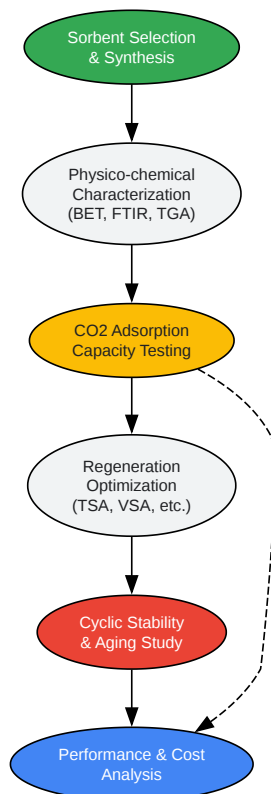 Sorbent Selection
& Synthesis
Physico-chemical
Characterization
(BET, FTIR, TGA)
CO2 Adsorption
Capacity Testing
Regeneration
Optimization
(TSA, VSA, etc.)
Cyclic Stability
& Aging Study
Performance & Cost
Analysis